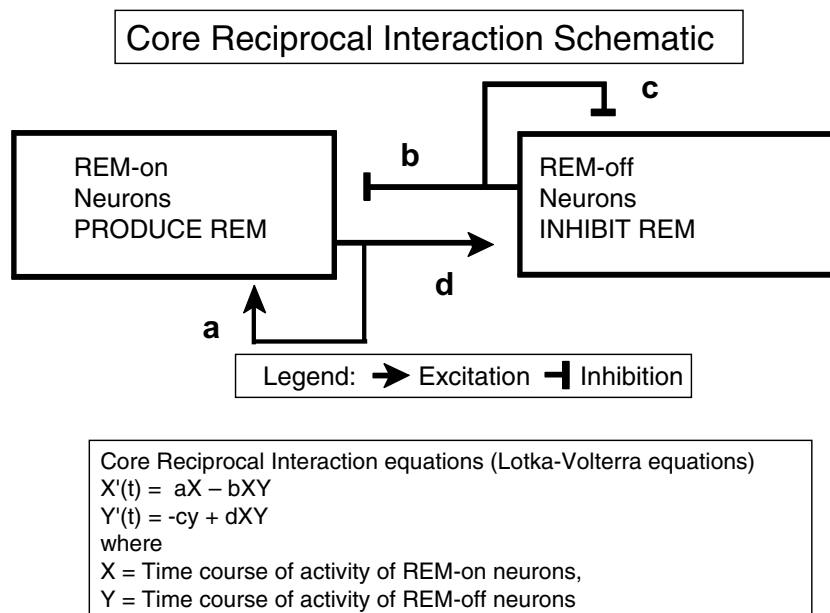 Core Reciprocal Interaction Schematic
c
b
REM-on
Neurons
PRODUCE REM
REM-off
Neurons
INHIBIT REM
d
a
Legend: Excitation Inhibition
Core Reciprocal Interaction equations (Lotka-Volterra equations)
X'(t) = aX – bXY
Y'(t) = -cy + dXY
where
X = Time course of activity of REM-on neurons,
Y = Time course of activity of REM-off neurons